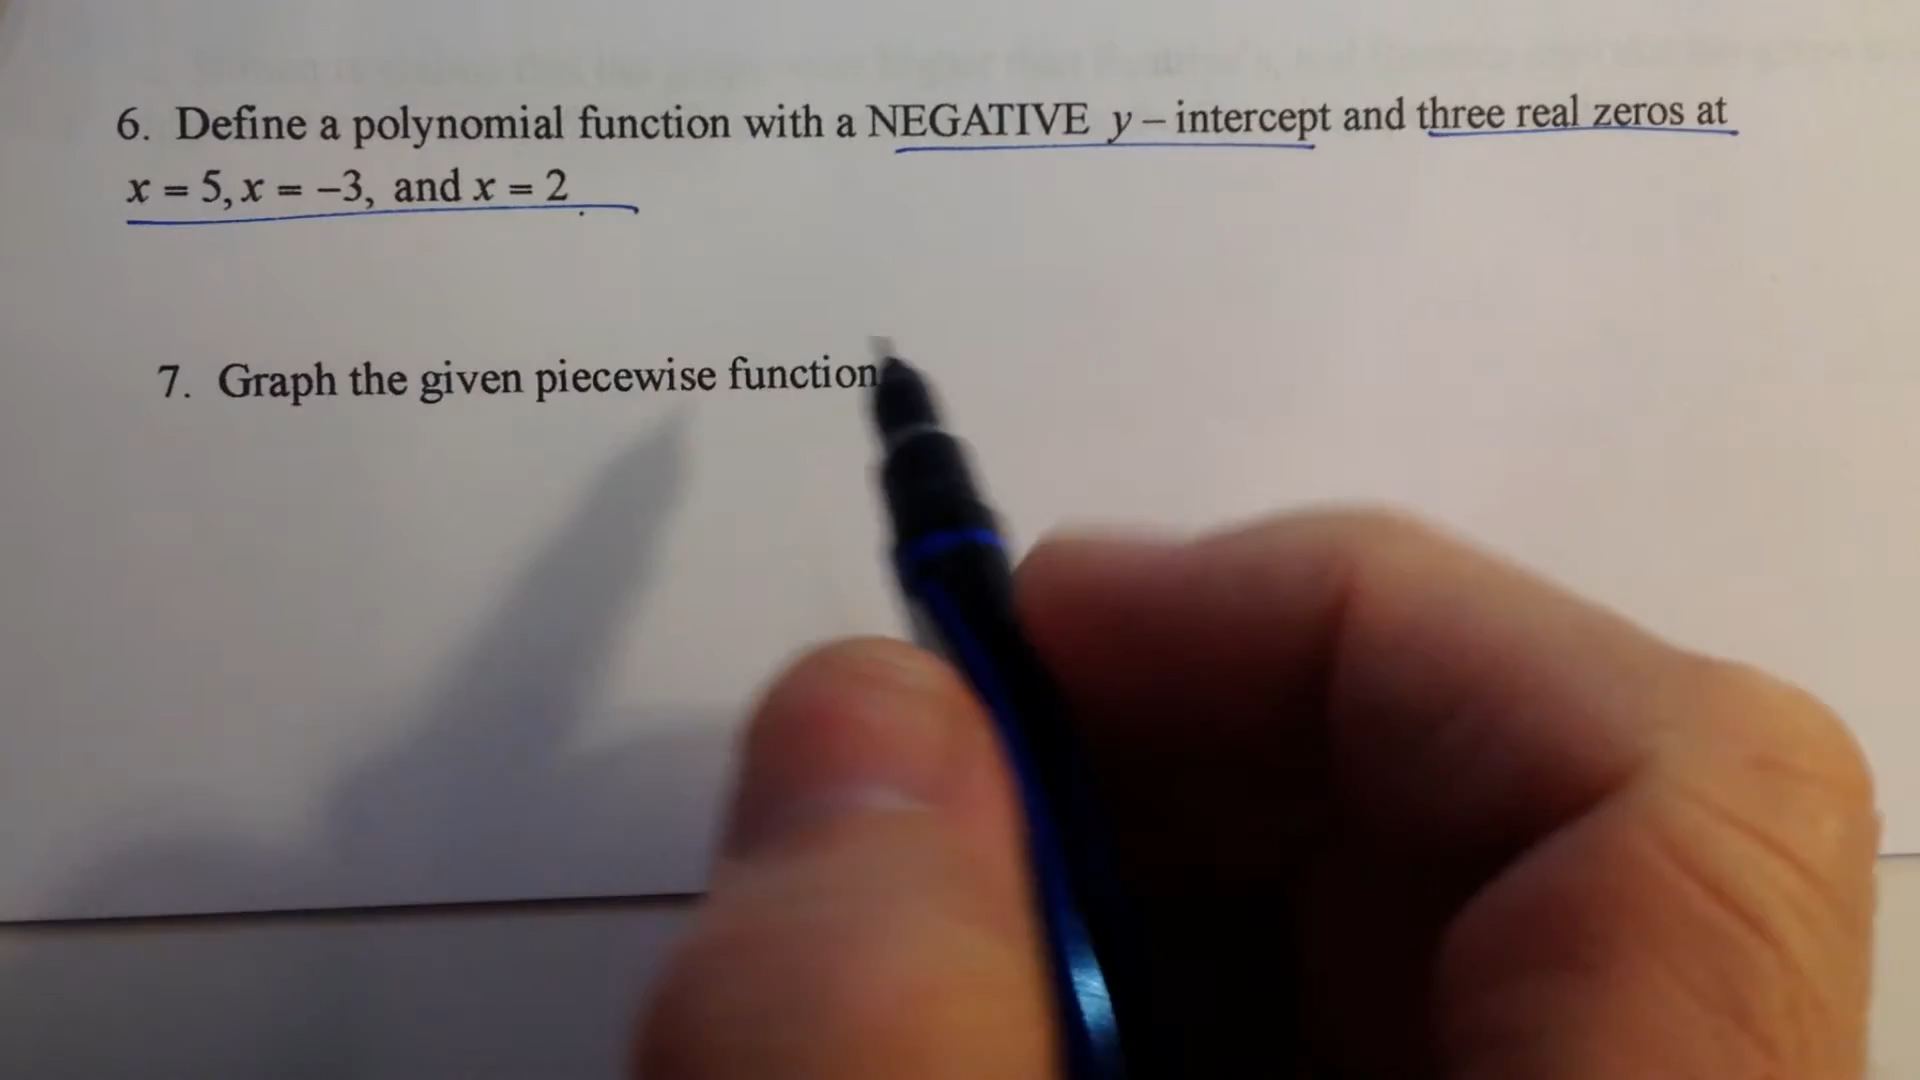 6. Define a polynomial function with a NEGATIVE y – intercept and three real zeros at
x = 5, x = –3, and x = 2
7. Graph the given piecewise function